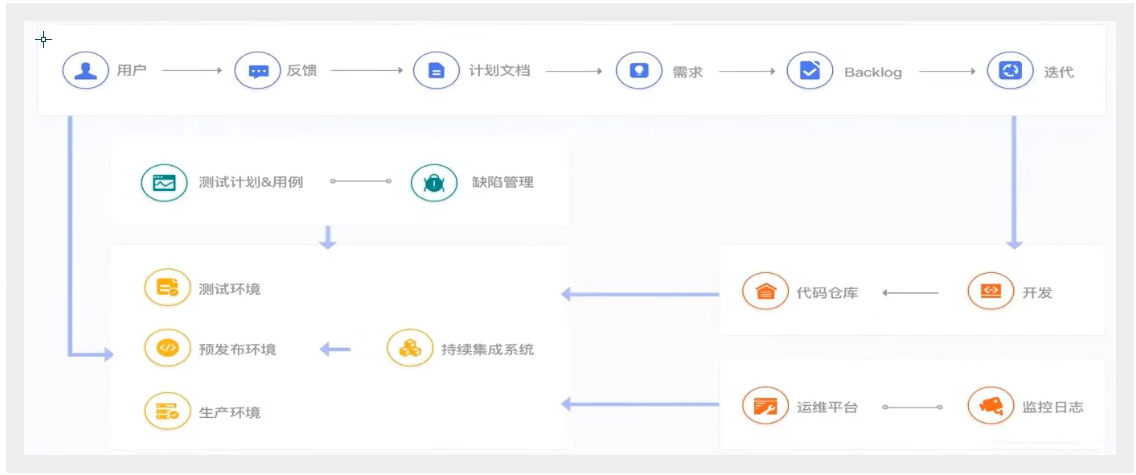 用户
反馈
计划文档
需求
Backlog
迭代
测试计划&用例
缺陷管理
测试环境
代码仓库
开发
预发布环境
持续集成系统
生产环境
运维平台
监控日志